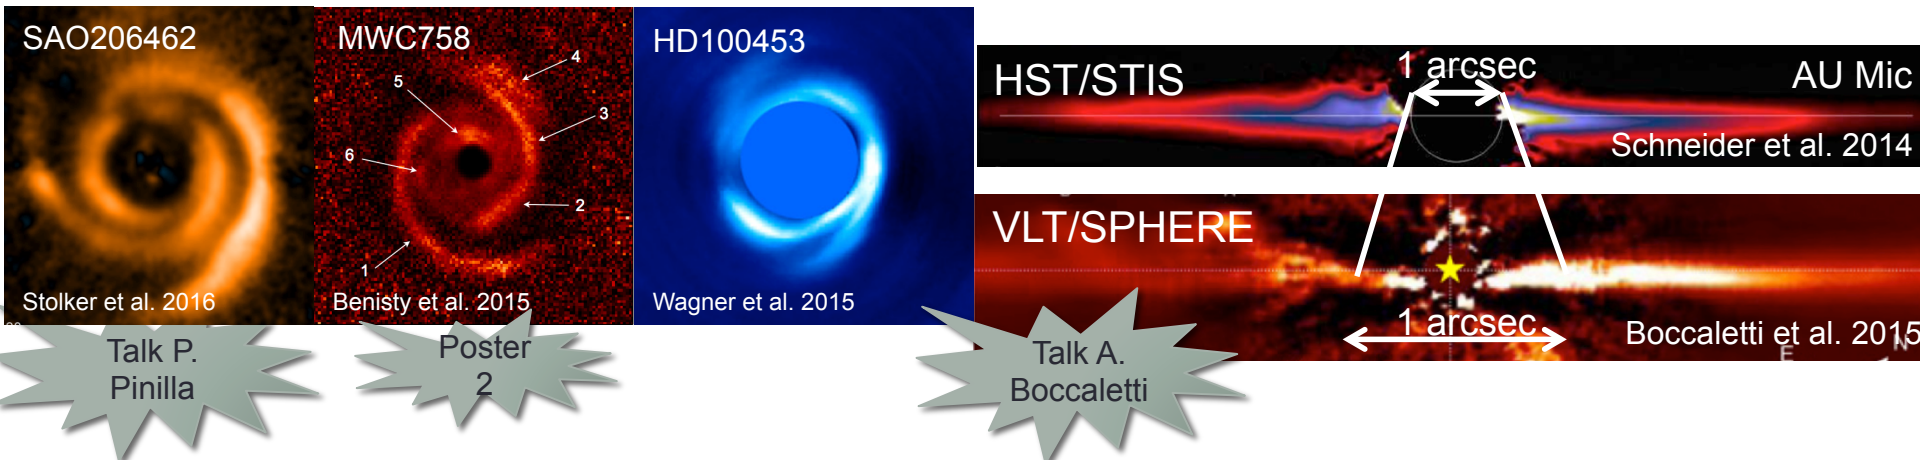 SAO206462
Stolker et al. 2016
Talk P.
Pinilla
MWC758
4
5
3
6
2
1
Benisty et al. 2015
Poster
2
HD100453
Wagner et al. 2015
HST/STIS
1 arcsec
AU Mic
Schneider et al. 2014
VLT/SPHERE
1 arcsec
Boccaletti et al. 2015
E
N
Talk A.
Boccaletti